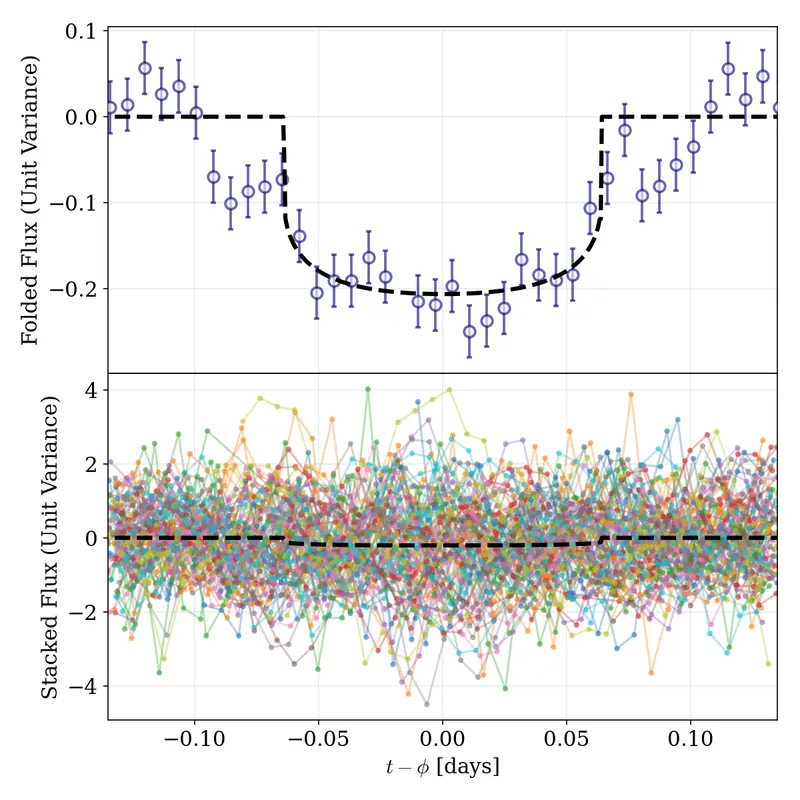 Folded Flux (Unit Variance)
0.1
0.0
−0.1
−0.2
Stacked Flux (Unit Variance)
4
2
0
−2
−4
−0.10 −0.05 0.00 0.05 0.10
t − ϕ [days]